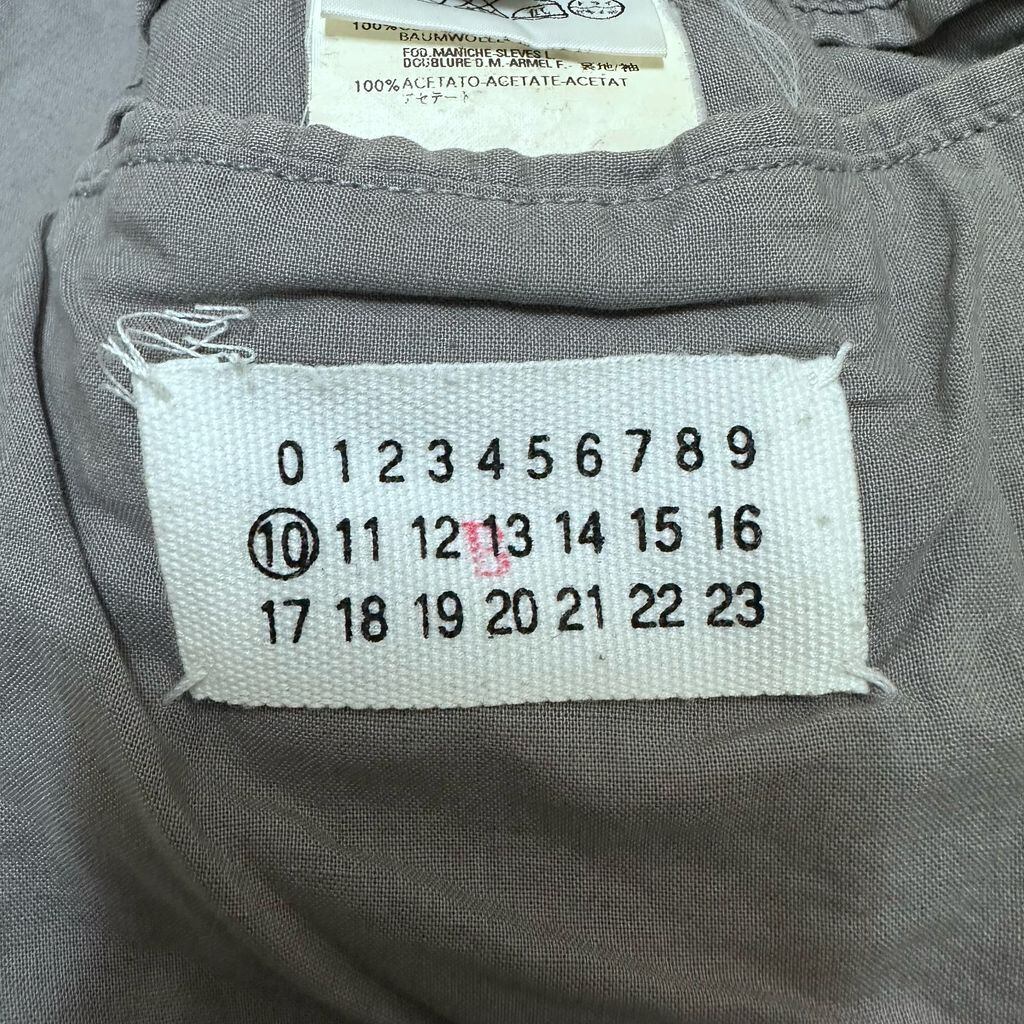 100%
BAUMWOLL
FOD.MANICHE-SLEVES L
DOUBLURE D.M.-ARMEL F.- 裏地/袖
100% ACETATO-ACETATE-ACETAT
アセテート
0 1 2 3 4 5 6 7 8 9
10 11 12 13 14 15 16
17 18 19 20 21 22 23